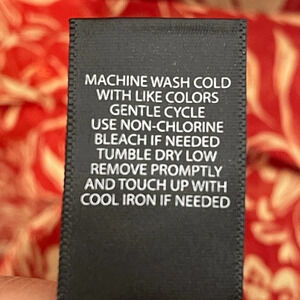 MACHINE WASH COLD
WITH LIKE COLORS
GENTLE CYCLE
USE NON-CHLORINE
BLEACH IF NEEDED
TUMBLE DRY LOW
REMOVE PROMPTLY
AND TOUCH UP WITH
COOL IRON IF NEEDED